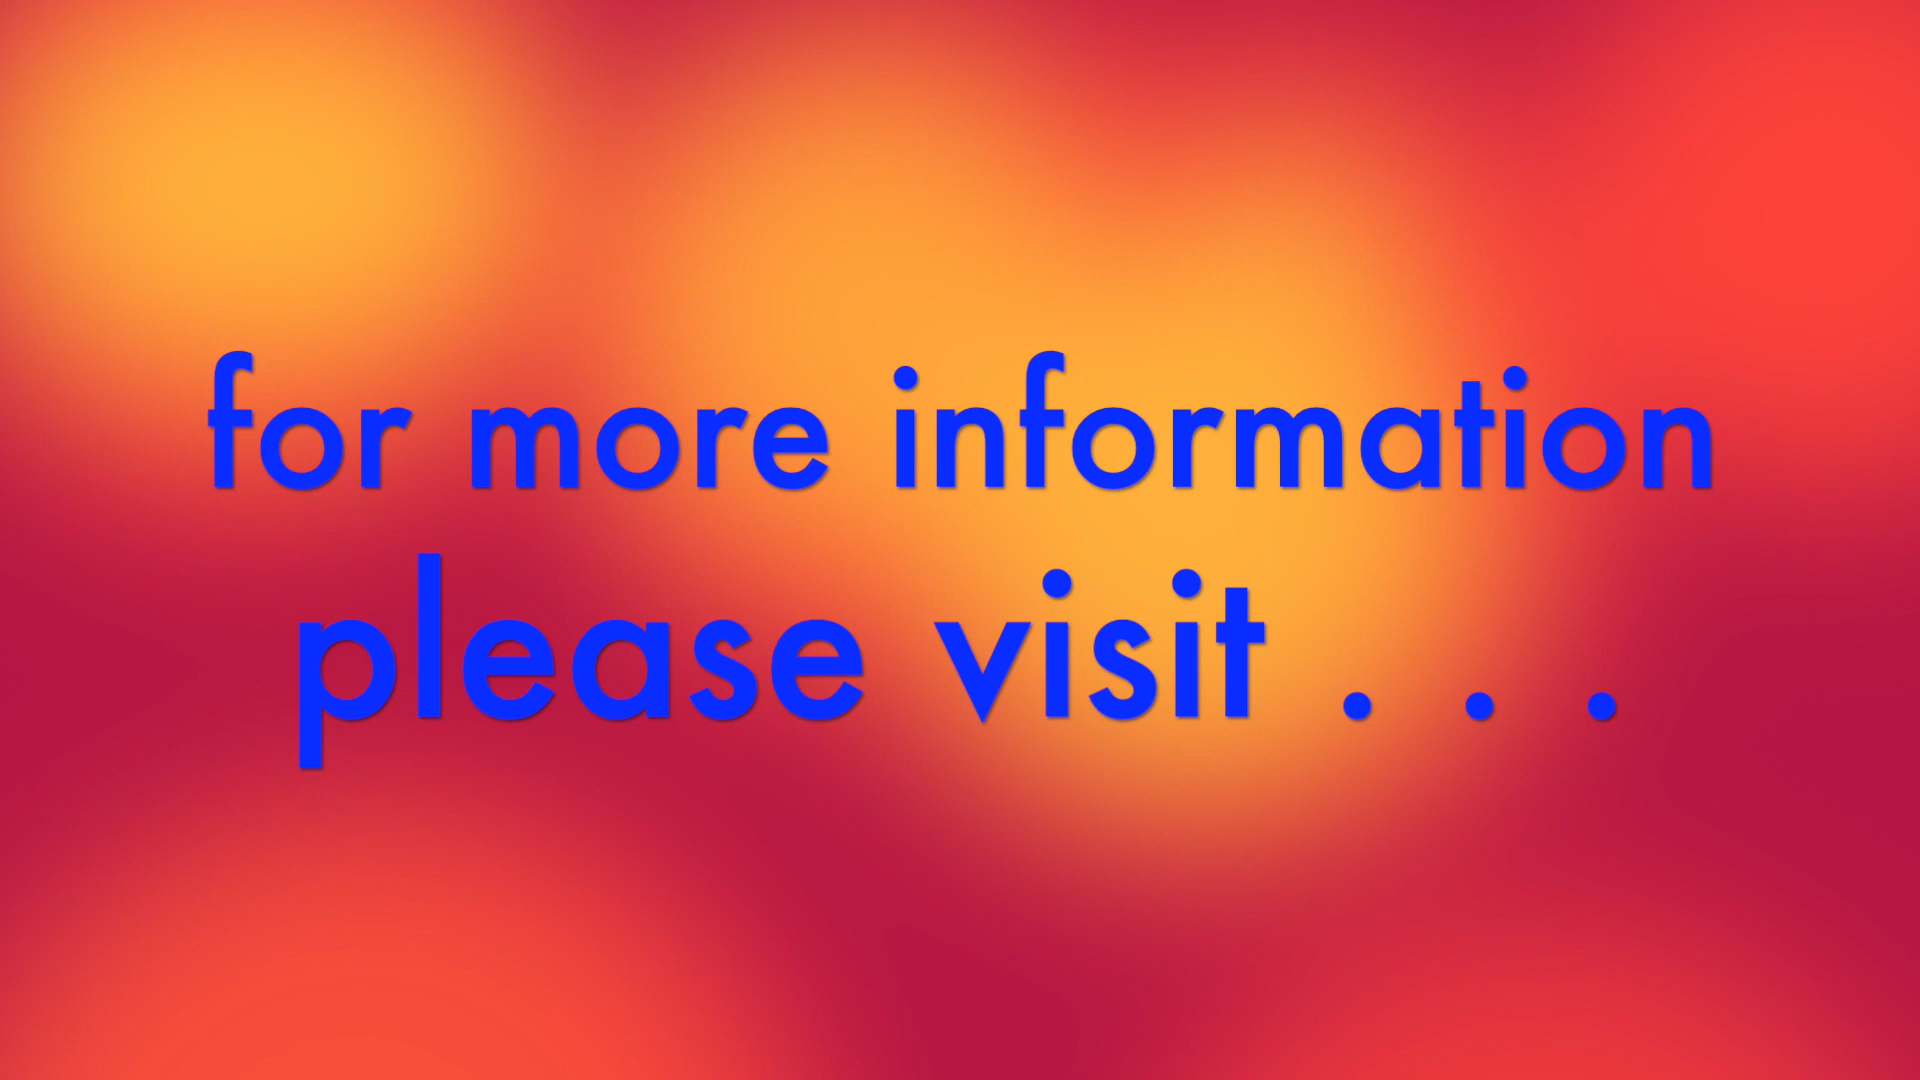 for more information
please visit . . .